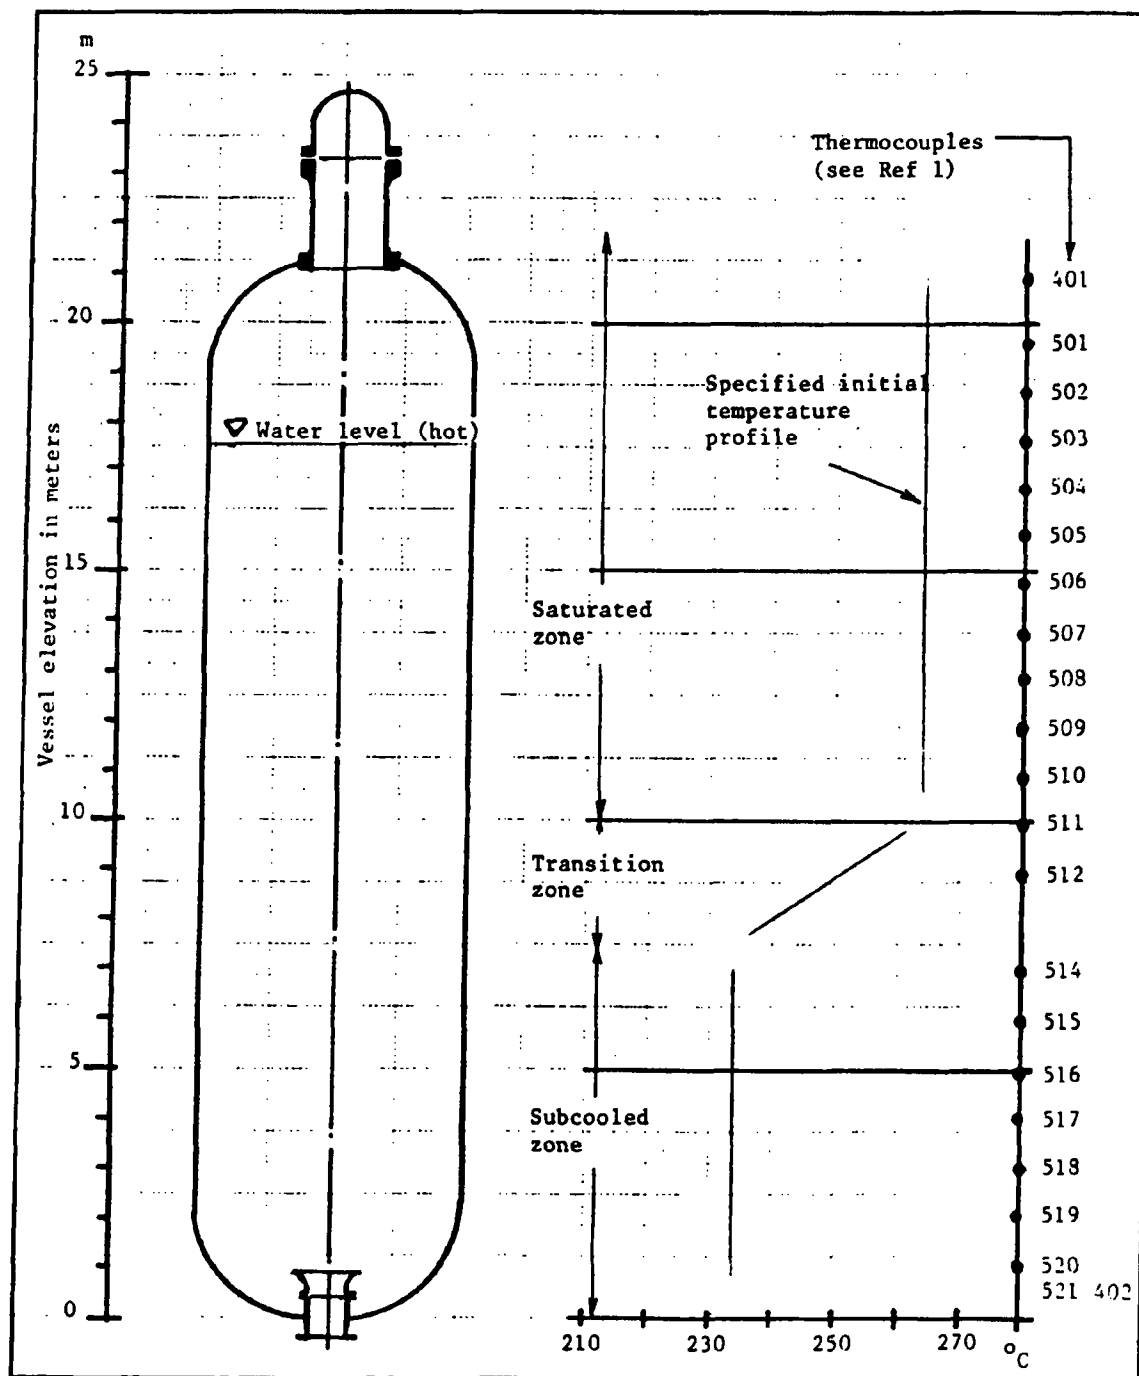 m
25
20
15
10
5
0
Vessel elevation in meters
Water level (hot)
Thermocouples
(see Ref 1)
Specified initial
temperature
profile
Saturated
zone
Transition
zone
Subcooled
zone
401
501
502
503
504
505
506
507
508
509
510
511
512
514
515
516
517
518
519
520
521 402
210 230 250 270 °C